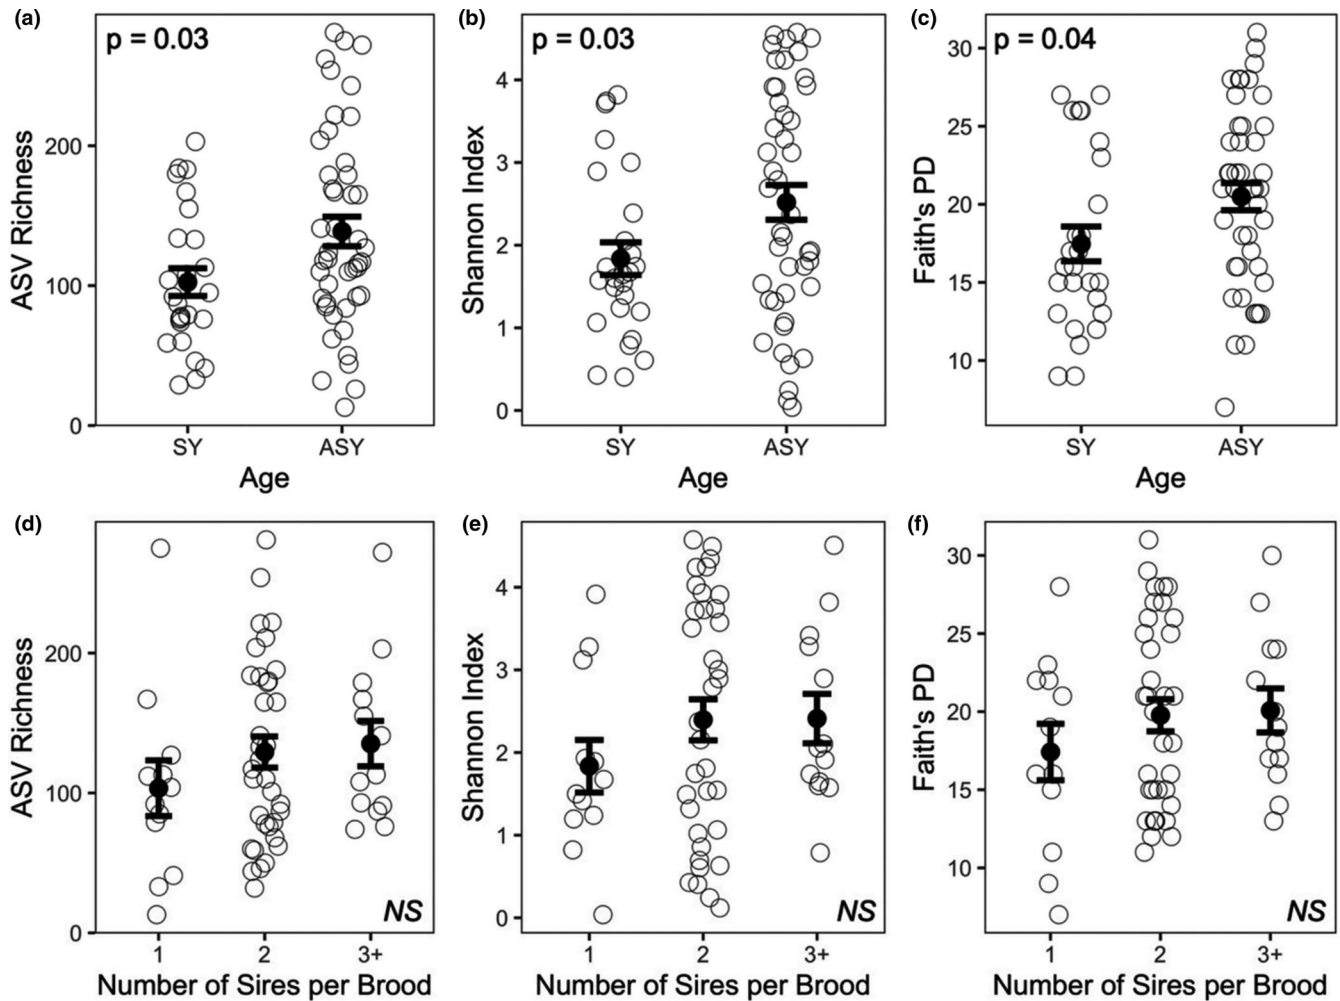 (a)
p = 0.03
ASV Richness
200
100
0
SY
ASY
Age
(b)
p = 0.03
Shannon Index
4
3
2
1
0
SY
ASY
Age
(c)
p = 0.04
Faith's PD
30
25
20
15
10
SY
ASY
Age
(d)
ASV Richness
200
100
0
NS
1
2
3+
Number of Sires per Brood
(e)
Shannon Index
4
3
2
1
0
NS
1
2
3+
Number of Sires per Brood
(f)
Faith's PD
30
25
20
15
10
NS
1
2
3+
Number of Sires per Brood